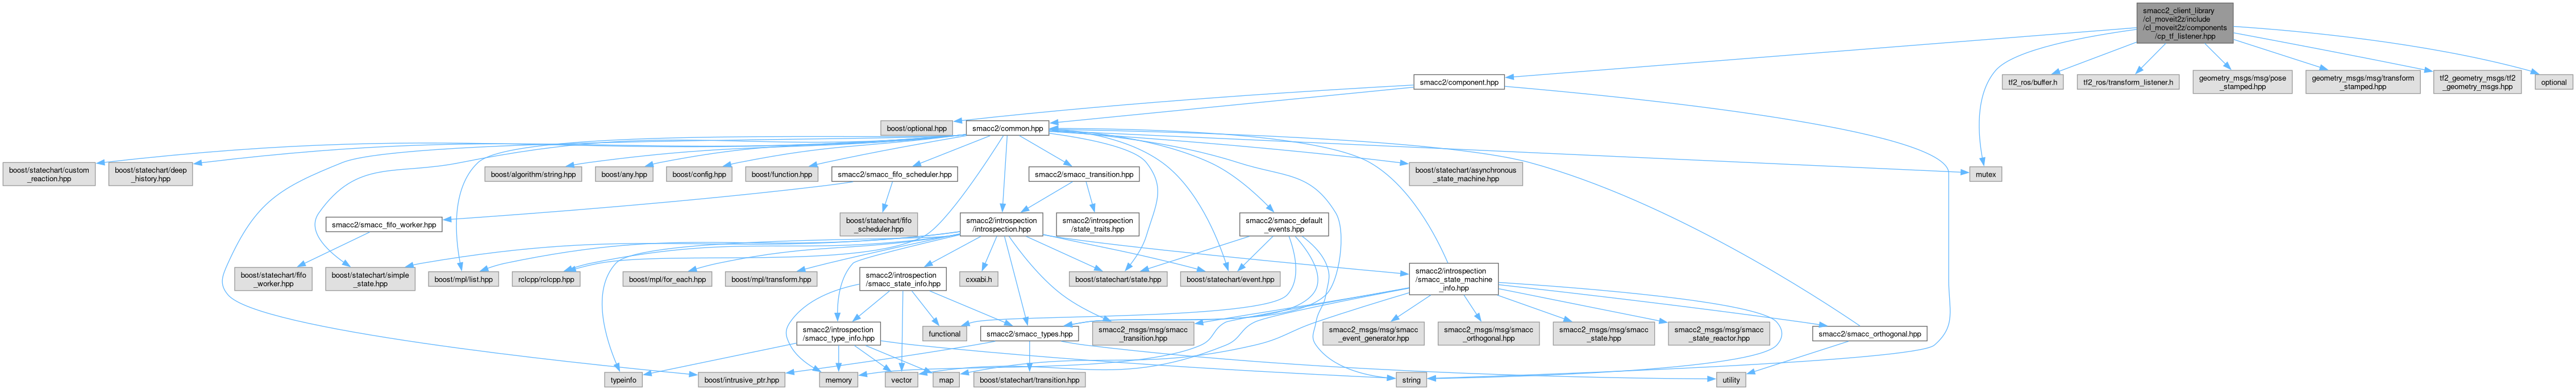 smacc2_client_library
/cl_moveit2z/include
/cl_moveit2z/components
/cp_tf_listener.hpp
smacc2/component.hpp
tf2_ros/buffer.h
tf2_ros/transform_listener.h
geometry_msgs/msg/pose
_stamped.hpp
geometry_msgs/msg/transform
_stamped.hpp
tf2_geometry_msgs/tf2
_geometry_msgs.hpp
optional
boost/optional.hpp
smacc2/common.hpp
boost/statechart/custom
_reaction.hpp
boost/statechart/deep
_history.hpp
boost/algorithm/string.hpp
boost/any.hpp
boost/config.hpp
boost/function.hpp
smacc2/smacc_fifo_scheduler.hpp
smacc2/smacc_transition.hpp
boost/statechart/asynchronous
_state_machine.hpp
mutex
smacc2/smacc_fifo_worker.hpp
boost/statechart/fifo
_scheduler.hpp
smacc2/introspection
/introspection.hpp
smacc2/introspection
/state_traits.hpp
smacc2/smacc_default
_events.hpp
boost/statechart/fifo
_worker.hpp
boost/statechart/simple
_state.hpp
boost/mpl/list.hpp
rclcpp/rclcpp.hpp
boost/mpl/for_each.hpp
boost/mpl/transform.hpp
smacc2/introspection
/smacc_state_info.hpp
cxxabi.h
boost/statechart/state.hpp
boost/statechart/event.hpp
smacc2/introspection
/smacc_state_machine
_info.hpp
smacc2/introspection
/smacc_type_info.hpp
functional
smacc2/smacc_types.hpp
smacc2_msgs/msg/smacc
_transition.hpp
smacc2_msgs/msg/smacc
_event_generator.hpp
smacc2_msgs/msg/smacc
_orthogonal.hpp
smacc2_msgs/msg/smacc
_state.hpp
smacc2_msgs/msg/smacc
_state_reactor.hpp
smacc2/smacc_orthogonal.hpp
typeinfo
boost/intrusive_ptr.hpp
memory
vector
map
boost/statechart/transition.hpp
string
utility